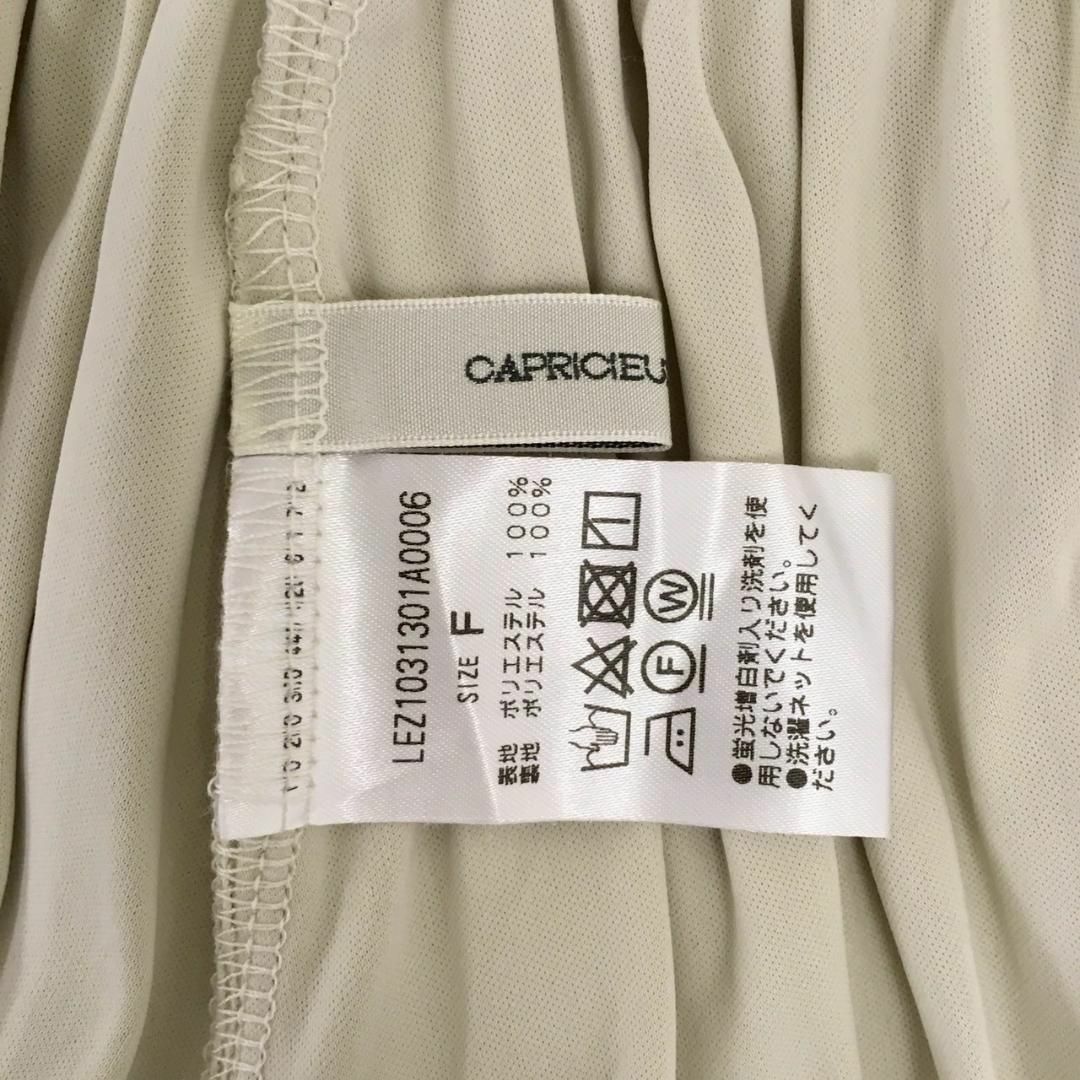 CAPRICIEU
LEZ1031301A0006
SIZE F
表地 ポリエステル 100%
裏地 ポリエステル 100%
W
F
●蛍光増白剤入り洗剤を使
用しないでください。
●洗濯ネットを使用してく
ださい。